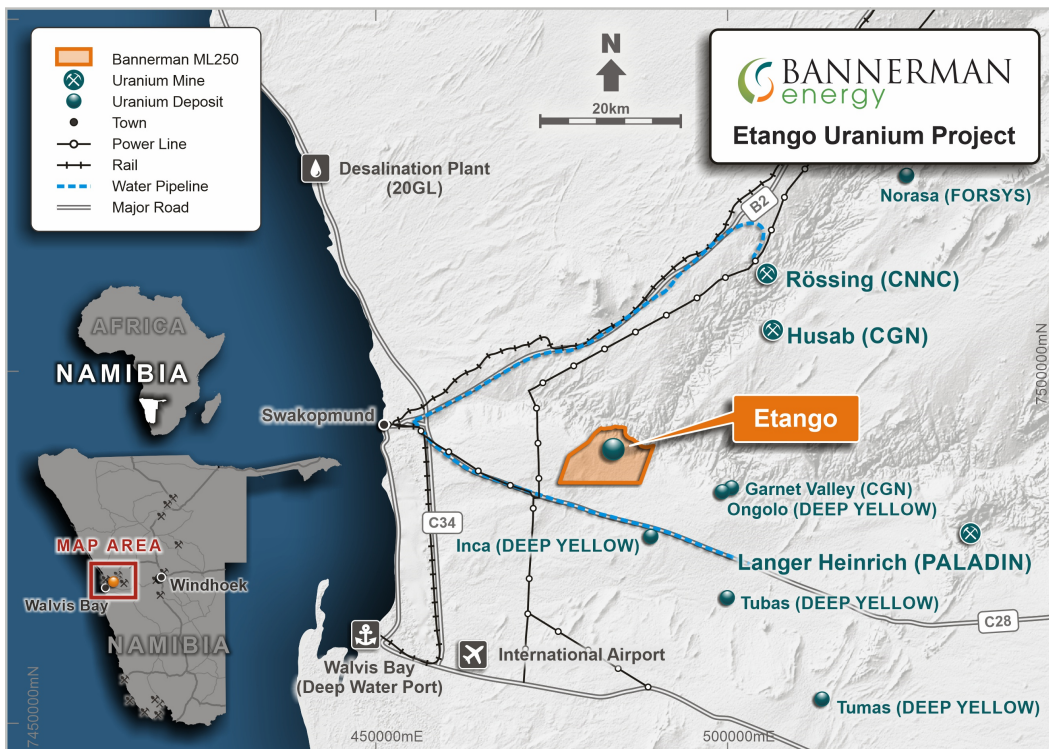 Bannerman ML250
Uranium Mine
Uranium Deposit
Town
Power Line
Rail
Water Pipeline
Major Road
N
20km
BANNERMAN
energy
Etango Uranium Project
Desalination Plant
(20GL)
B2
Norasa (FORSYS)
Rössing (CNNC)
Husab (CGN)
7500000mN
AFRICA
NAMIBIA
Swakopmund
Etango
Garnet Valley (CGN)
Ongolo (DEEP YELLOW)
C34
Inca (DEEP YELLOW)
Langer Heinrich (PALADIN)
MAP AREA
Windhoek
Walvis Bay
NAMIBIA
Tubas (DEEP YELLOW)
C28
Walvis Bay
(Deep Water Port)
International Airport
Tumas (DEEP YELLOW)
7450000mN
450000mE
500000mE